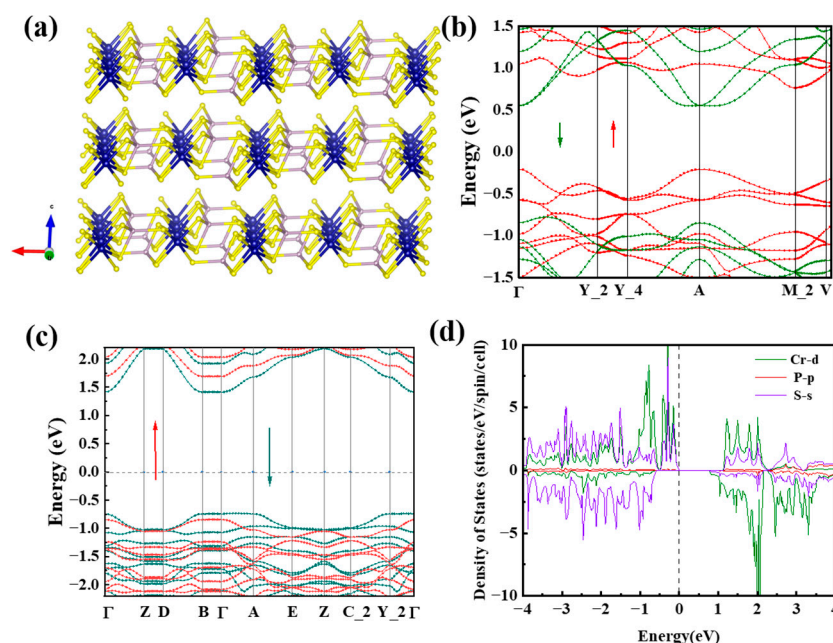 (a)
c
(b)
Energy (eV)
1.5
1.0
0.5
0.0
−0.5
−1.0
−1.5
Γ Y_2 Y_4 A M_2 V
(c)
Energy (eV)
2.0
1.5
1.0
0.5
0.0
−0.5
−1.0
−1.5
−2.0
Γ Z D B Γ A E Z C_2 Y_2 Γ
(d)
Density of States (states/eV/spin/cell)
10
5
0
−5
−10
Cr-d
P-p
S-s
−4 −3 −2 −1 0 1 2 3 4
Energy(eV)